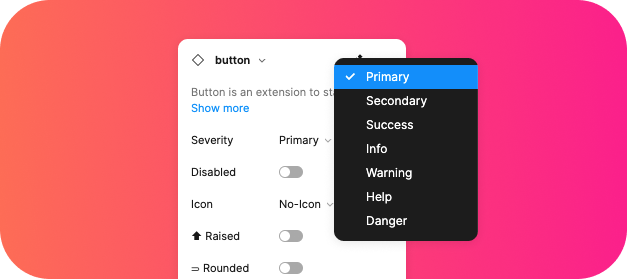 button
Button is an extension to sta
Show more
Severity
Primary
Disabled
Icon
No-Icon
Raised
Rounded
Primary
Secondary
Success
Info
Warning
Help
Danger